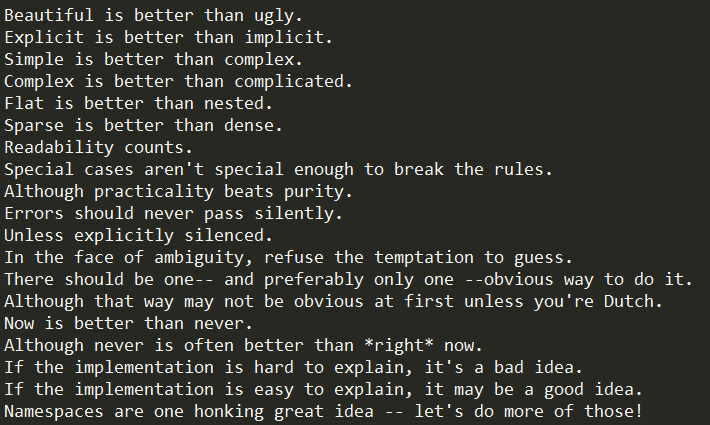 Beautiful is better than ugly.
Explicit is better than implicit.
Simple is better than complex.
Complex is better than complicated.
Flat is better than nested.
Sparse is better than dense.
Readability counts.
Special cases aren't special enough to break the rules.
Although practicality beats purity.
Errors should never pass silently.
Unless explicitly silenced.
In the face of ambiguity, refuse the temptation to guess.
There should be one-- and preferably only one --obvious way to do it.
Although that way may not be obvious at first unless you're Dutch.
Now is better than never.
Although never is often better than *right* now.
If the implementation is hard to explain, it's a bad idea.
If the implementation is easy to explain, it may be a good idea.
Namespaces are one honking great idea -- let's do more of those!